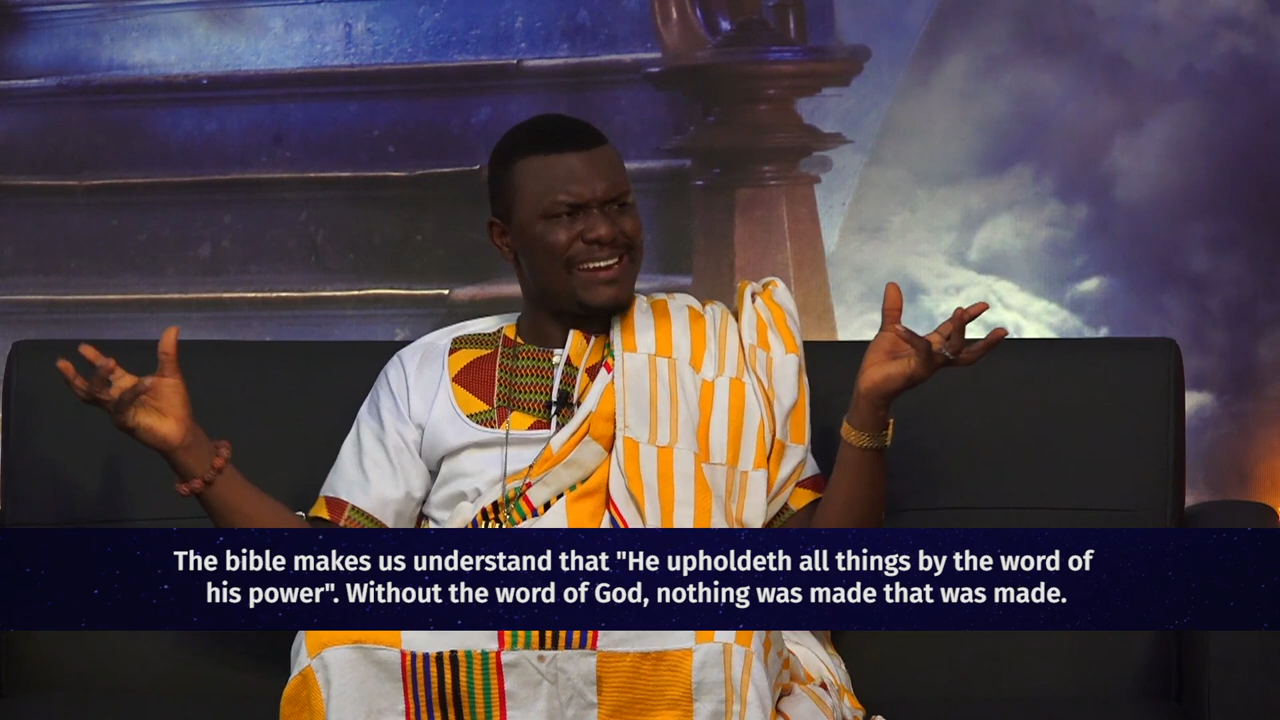 The bible makes us understand that "He upholdeth all things by the word of
his power". Without the word of God, nothing was made that was made.